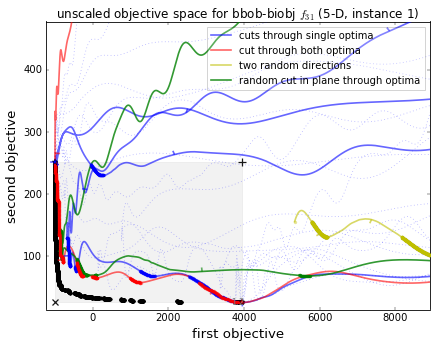 unscaled objective space for bbob-biobj f31 (5-D, instance 1)
cuts through single optima
cut through both optima
two random directions
random cut in plane through optima
400
300
200
100
second objective
0
2000
4000
6000
8000
first objective